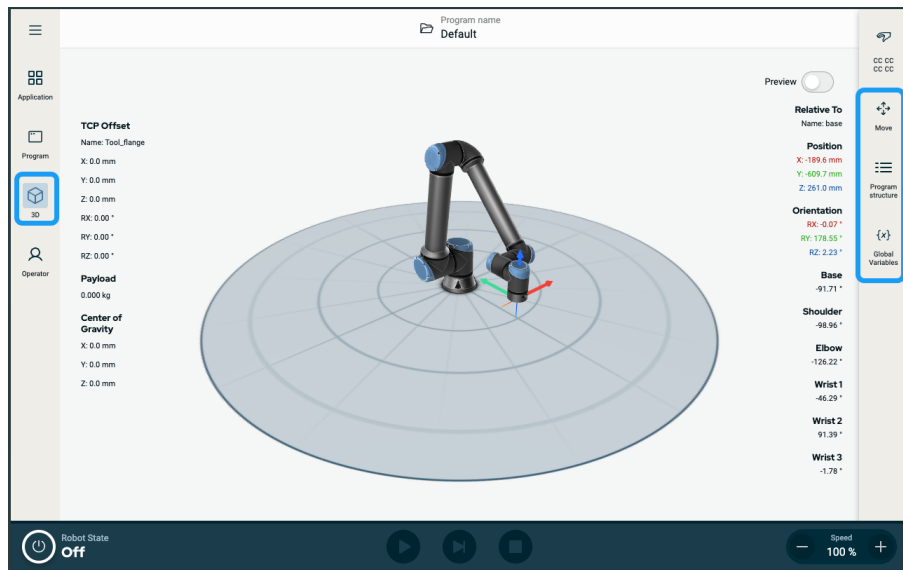 Program name
Default
Application
Program
3D
Operator
TCP Offset
Name: Tool_flange
X: 0.0 mm
Y: 0.0 mm
Z: 0.0 mm
RX: 0.00 °
RY: 0.00 °
RZ: 0.00 °
Payload
0.000 kg
Center of
Gravity
X: 0.0 mm
Y: 0.0 mm
Z: 0.0 mm
Preview
Relative To
Name: base
Position
X: -189.6 mm
Y: -609.7 mm
Z: 261.0 mm
Orientation
RX: -0.07 °
RY: 178.55 °
RZ: 2.23 °
Base
-91.71 °
Shoulder
-98.96 °
Elbow
-126.22 °
Wrist 1
-46.29 °
Wrist 2
91.39 °
Wrist 3
-1.78 °
CC CC
CC CC
Move
Program
structure
{x}
Global
Variables
Robot State
Off
Speed
100 %